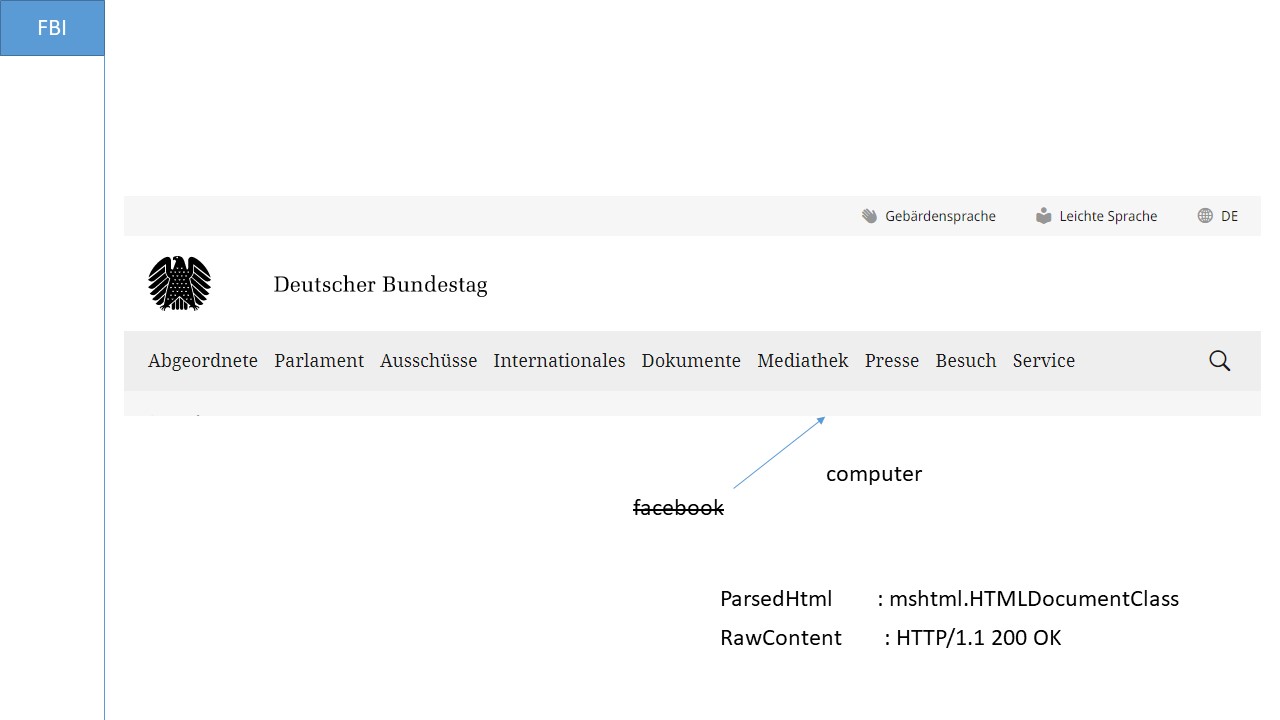 FBI
Gebärdensprache Leichte Sprache DE
Deutscher Bundestag
Abgeordnete Parlament Ausschüsse Internationales Dokumente Mediathek Presse Besuch Service
computer
facebook
ParsedHtml : mshtml.HTMLDocumentClass
RawContent : HTTP/1.1 200 OK